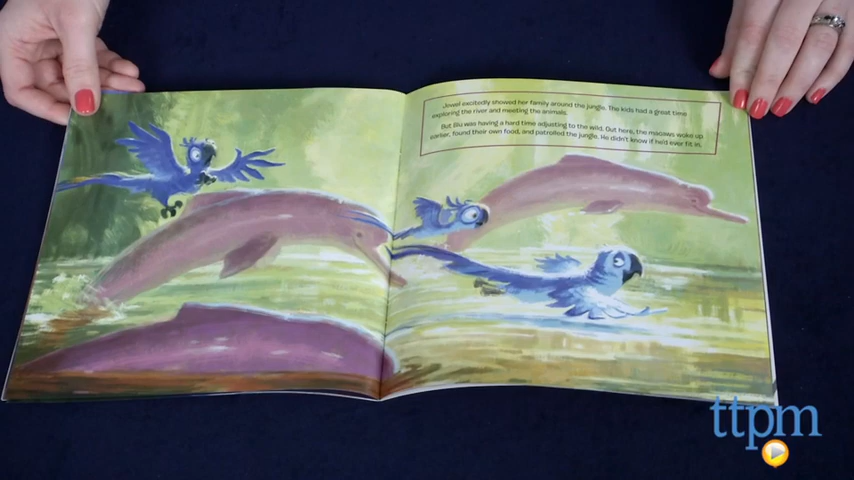 Jewel excitedly showed her family around the jungle. The kids had a great time
exploring the river and meeting the animals.
But Blu was having a hard time adjusting to the wild. Out here, the macaws woke up
earlier, found their own food, and patrolled the jungle. He didn't know if he'd ever fit in.
ttpm